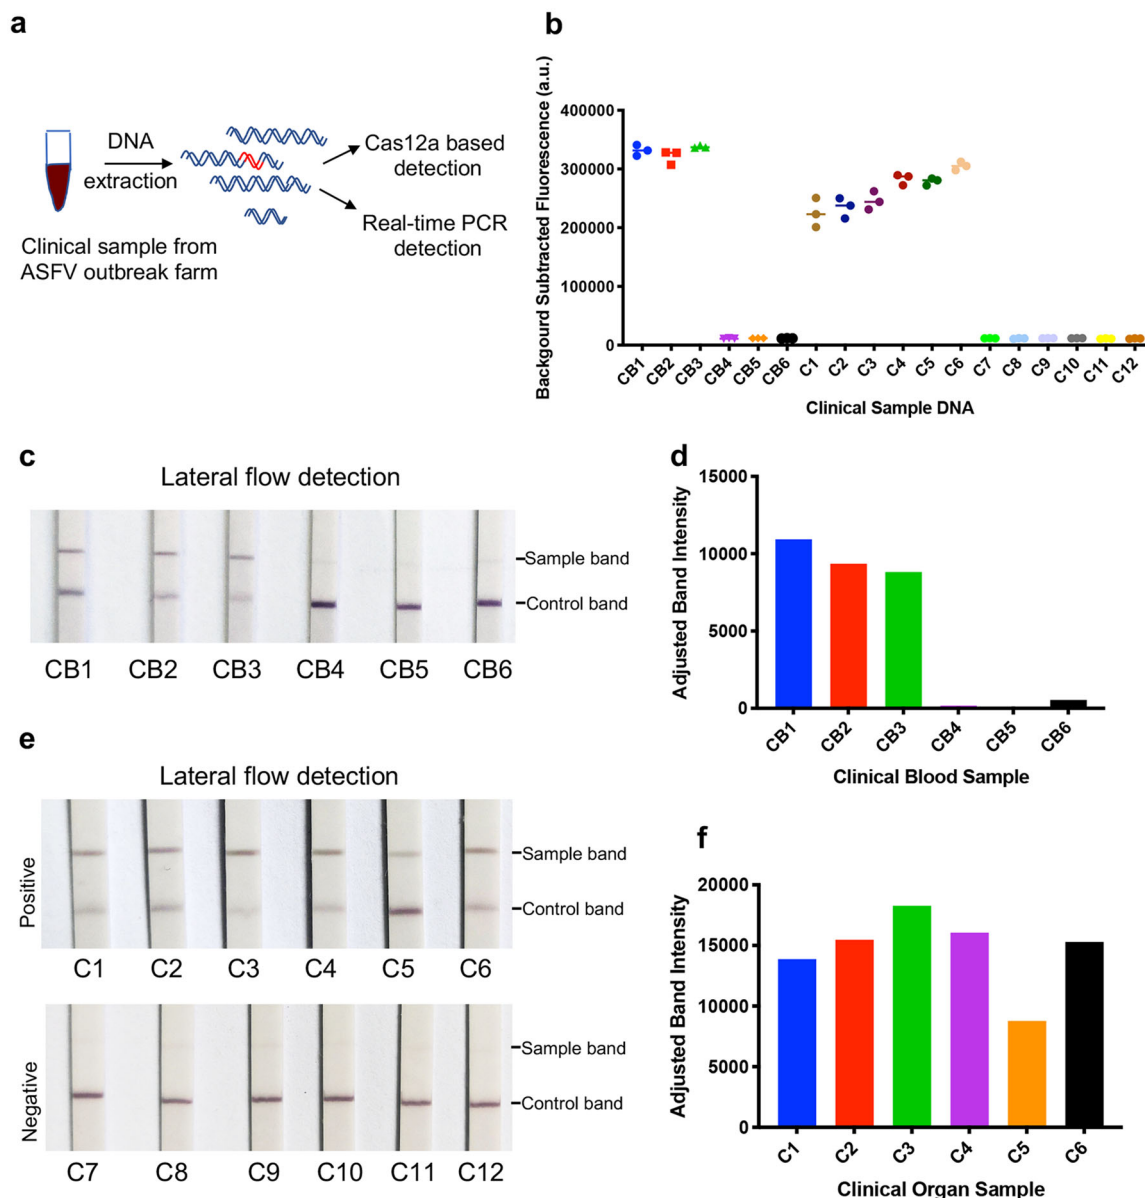 a
DNA
extraction
Clinical sample from
ASFV outbreak farm
Cas12a based
detection
Real-time PCR
detection
b
Backgourd Subtracted Fluorescence (a.u.)
400000
300000
200000
100000
0
CB1 CB2 CB3 CB4 CB5 CB6 C1 C2 C3 C4 C5 C6 C7 C8 C9 C10 C11 C12
Clinical Sample DNA
c
Lateral flow detection
Sample band
Control band
CB1 CB2 CB3 CB4 CB5 CB6
d
Adjusted Band Intensity
15000
10000
5000
0
CB1 CB2 CB3 CB4 CB5 CB6
Clinical Blood Sample
e
Lateral flow detection
Positive
Sample band
Control band
C1 C2 C3 C4 C5 C6
Negative
Sample band
Control band
C7 C8 C9 C10 C11 C12
f
Adjusted Band Intensity
20000
15000
10000
5000
0
C1 C2 C3 C4 C5 C6
Clinical Organ Sample